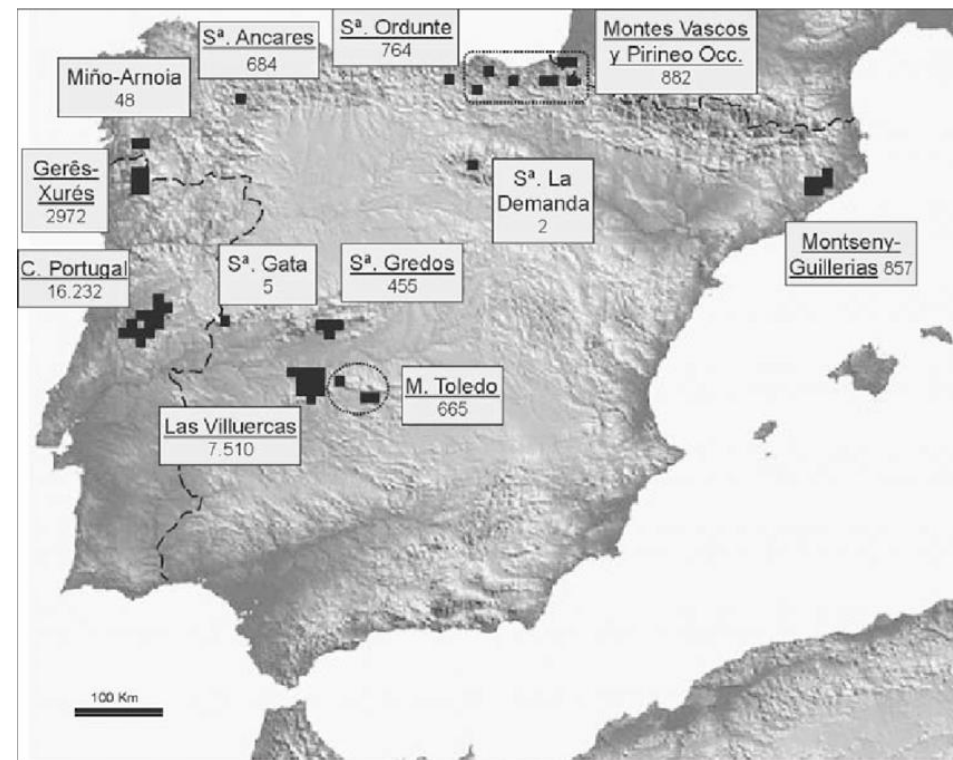 Sª. Ancares
684
Sª. Ordunte
764
Montes Vascos
y Pirineo Occ.
882
Miño-Arnoia
48
Gerês-
Xurés
2972
Sª. La
Demanda
2
Montseny-
Guillerias 857
C. Portugal
16.232
Sª. Gata
5
Sª. Gredos
455
M. Toledo
665
Las Villuercas
7.510
100 Km